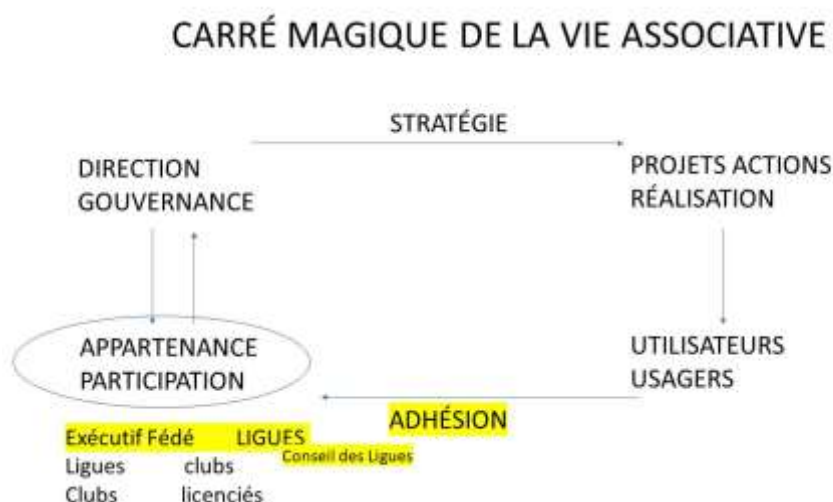 CARRÉ MAGIQUE DE LA VIE ASSOCIATIVE
STRATÉGIE
DIRECTION
GOUVERNANCE
PROJETS ACTIONS
RÉALISATION
APPARTENANCE
PARTICIPATION
UTILISATEURS
USAGERS
ADHÉSION
Exécutif Fédé LIGUES
Conseil des Ligues
Ligues clubs
Clubs licenciés